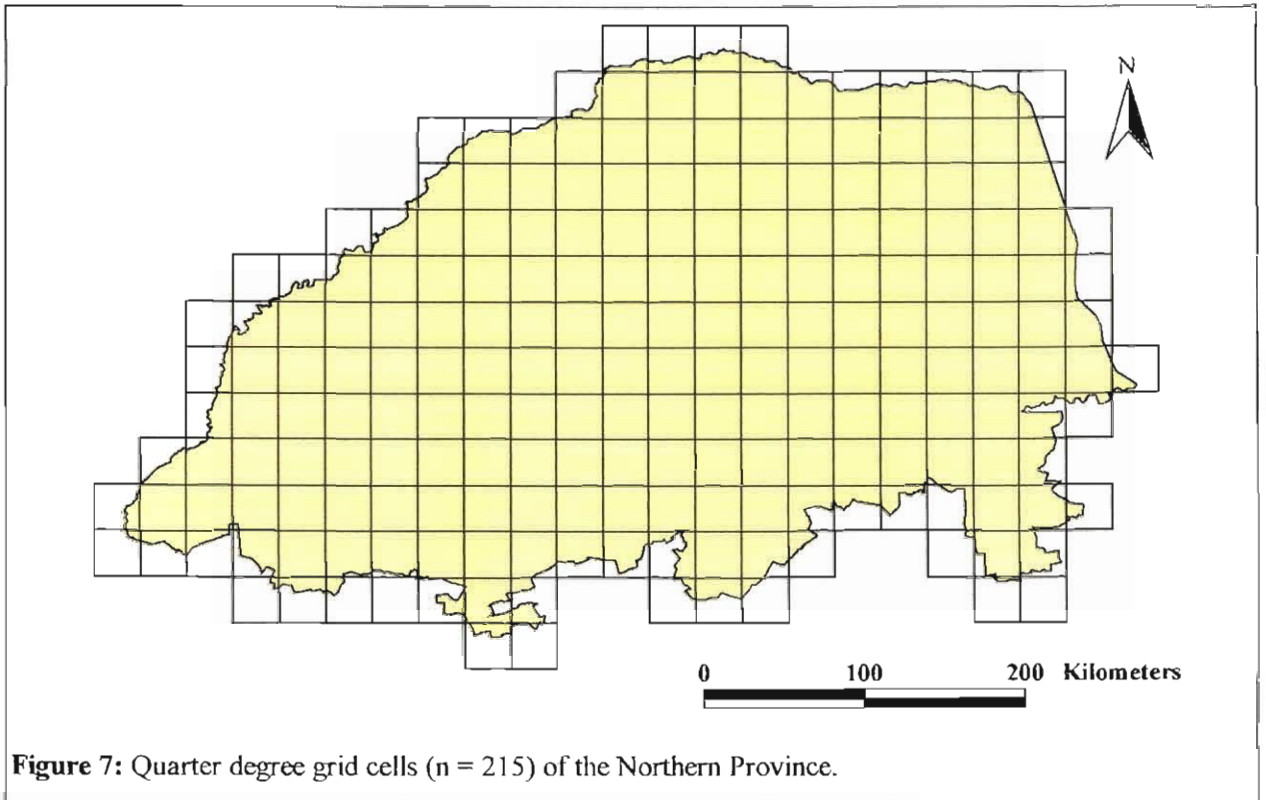 N
0 100 200 Kilometers
Figure 7: Quarter degree grid cells (n = 215) of the Northern Province.